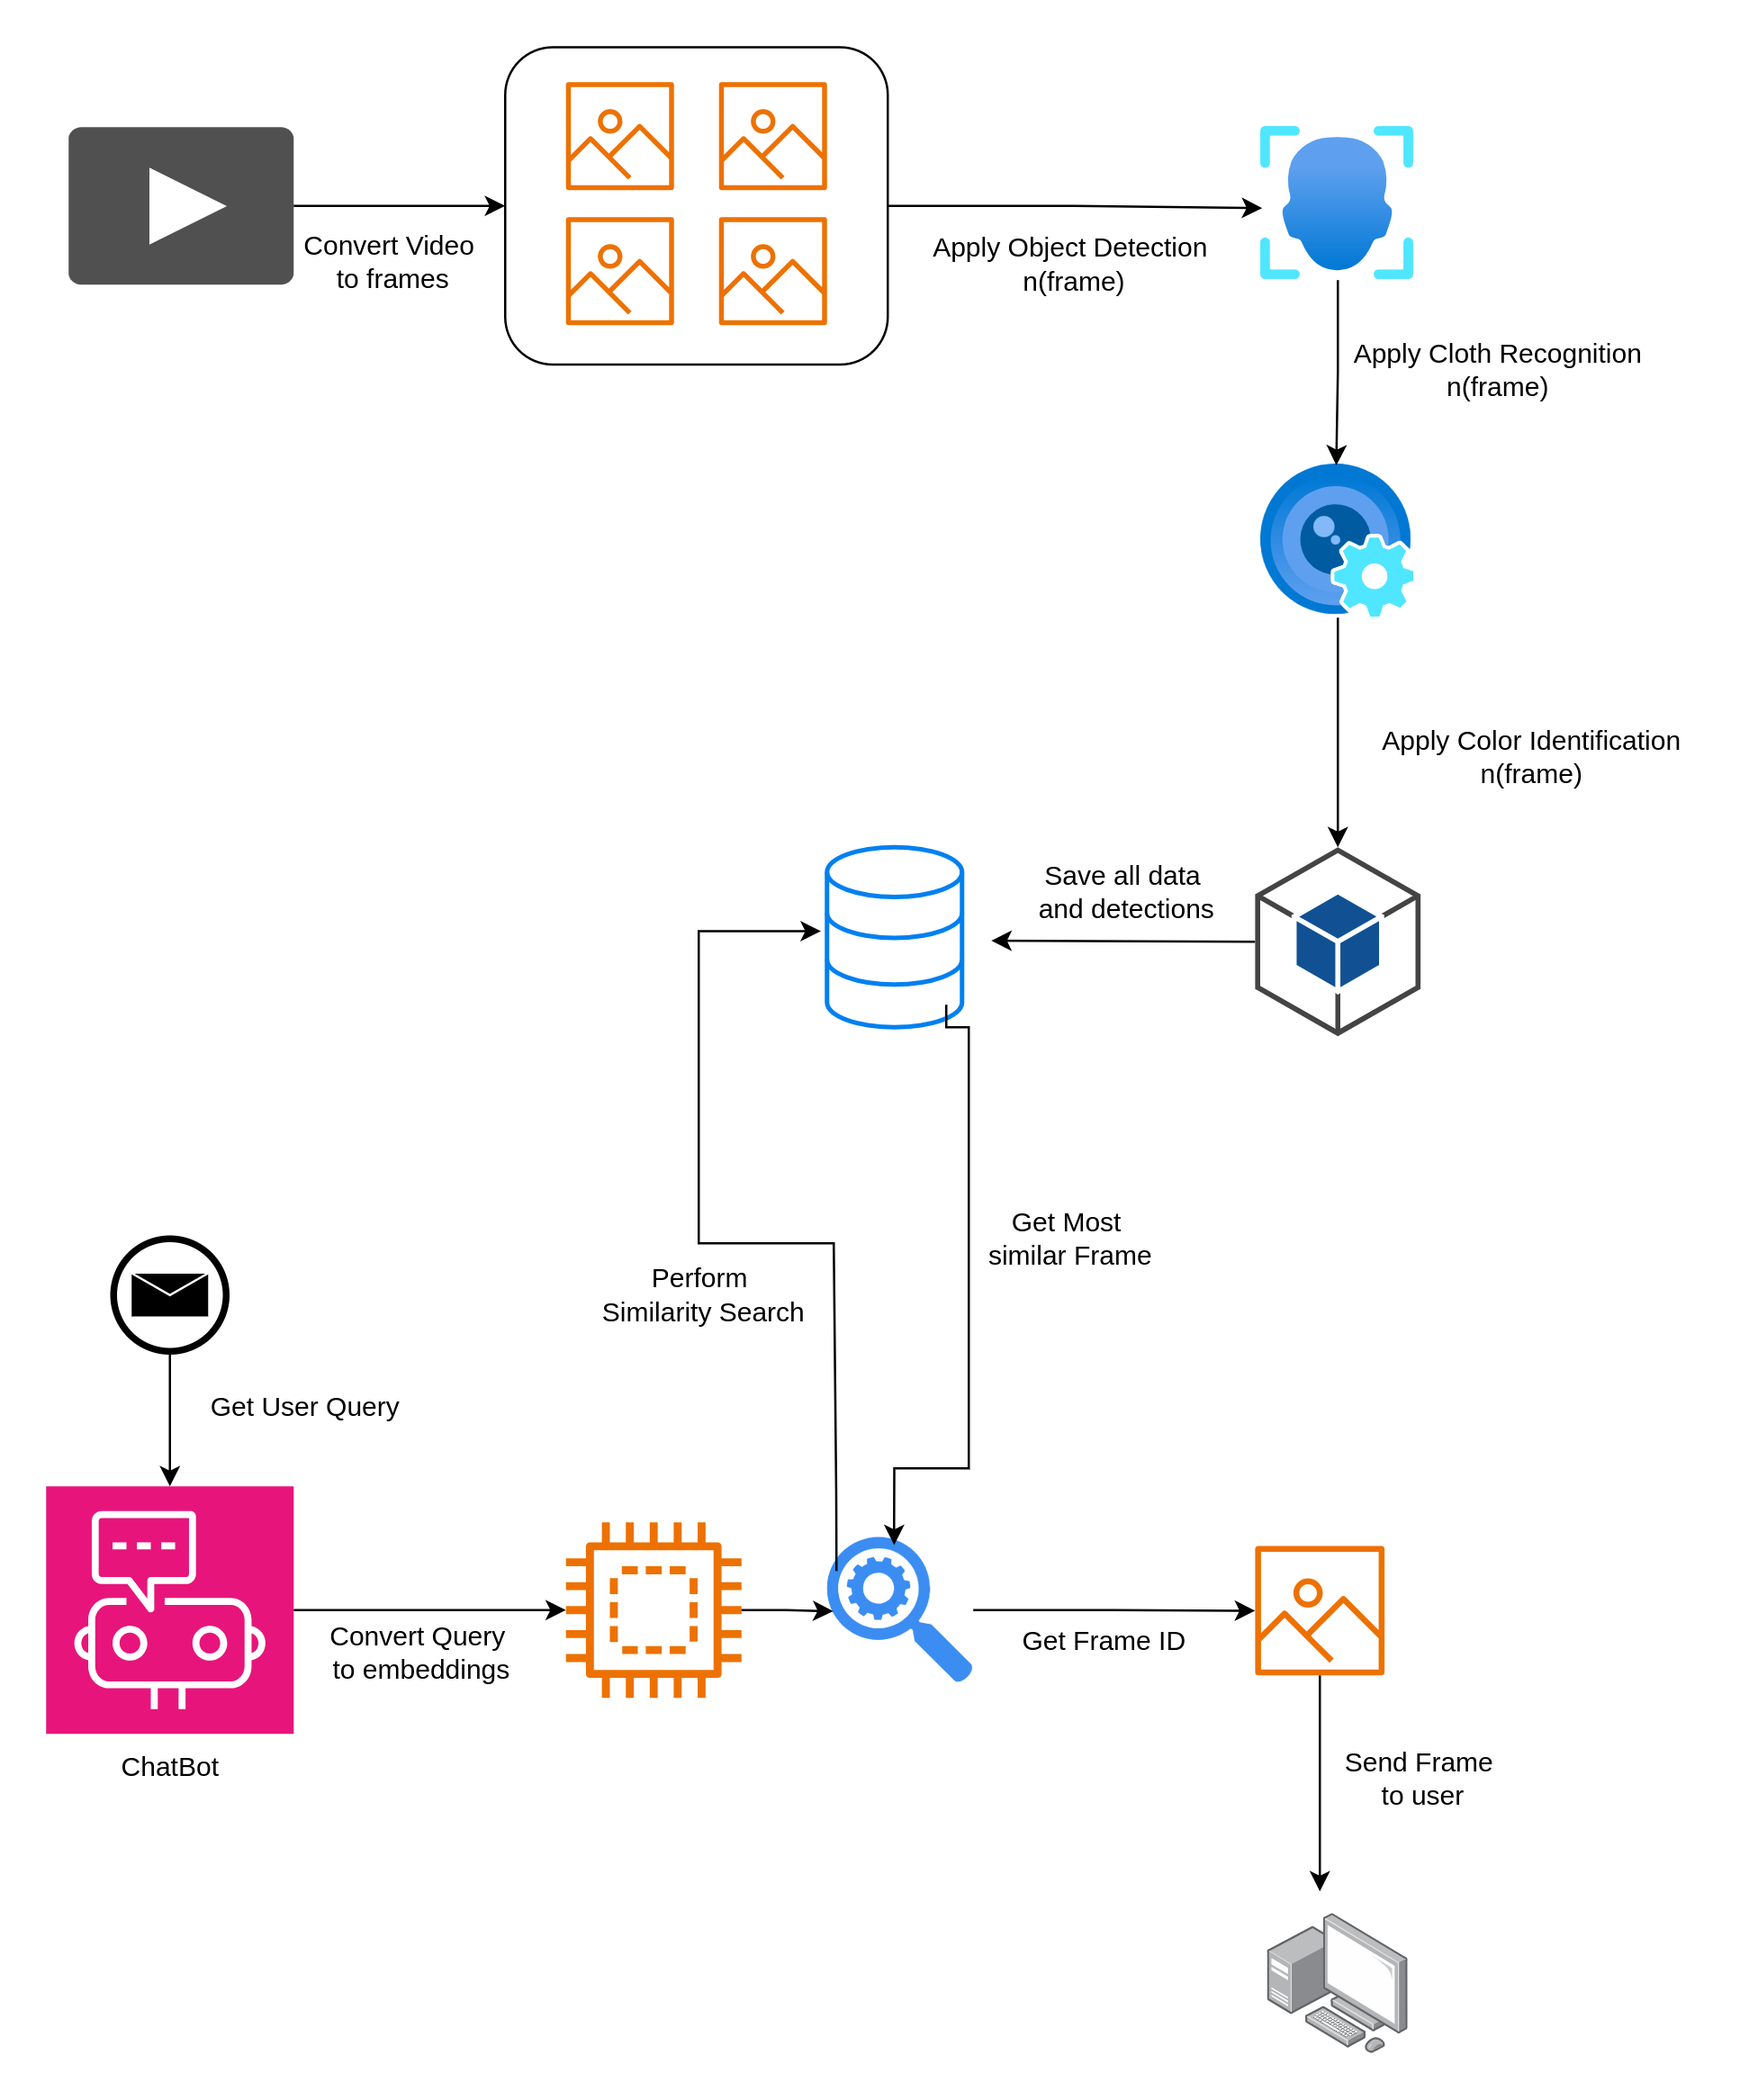 Convert Video
to frames
Apply Object Detection
n(frame)
Apply Cloth Recognition
n(frame)
Apply Color Identification
n(frame)
Save all data
and detections
Get Most
similar Frame
Perform
Similarity Search
Get User Query
Convert Query
to embeddings
Get Frame ID
ChatBot
Send Frame
to user